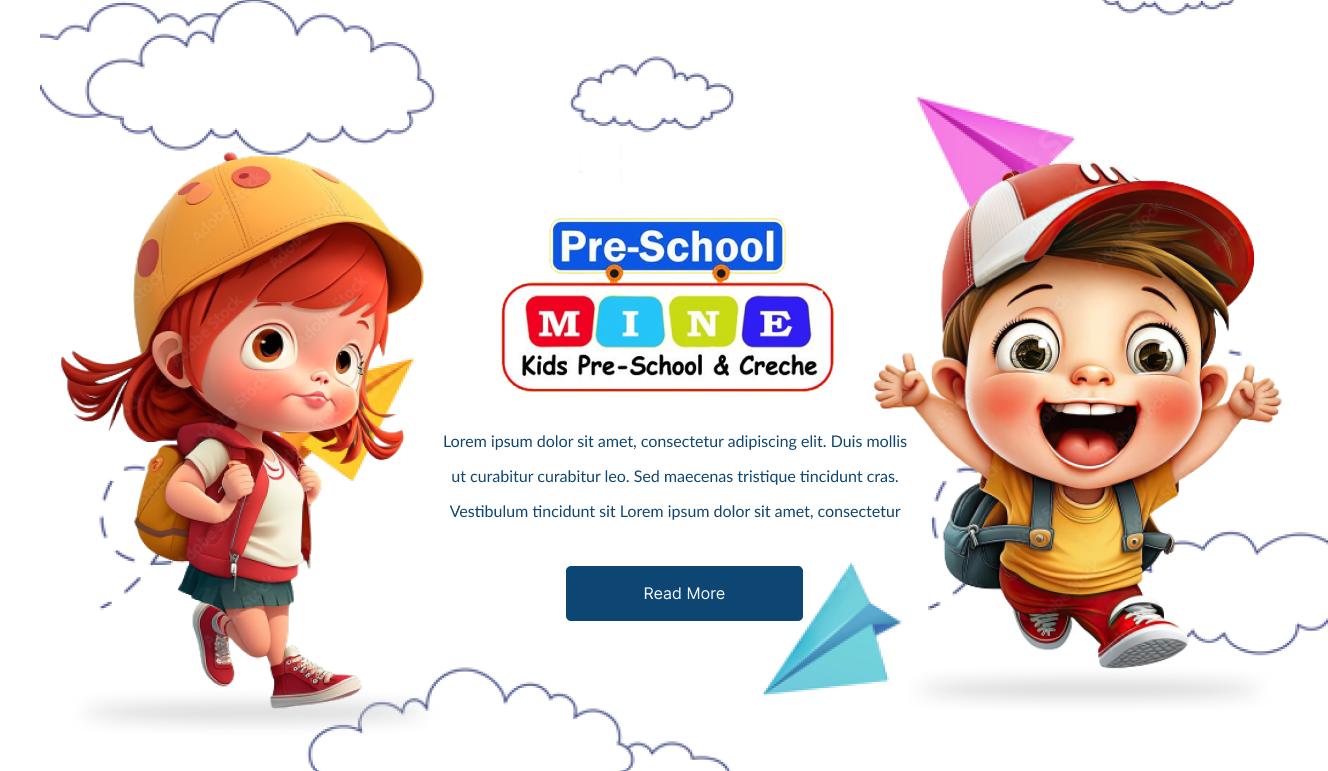 Pre-School
M I N E
Kids Pre-School & Creche
Lorem ipsum dolor sit amet, consectetur adipiscing elit. Duis mollis
ut curabitur curabitur leo. Sed maecenas tristique tincidunt cras.
Vestibulum tincidunt sit Lorem ipsum dolor sit amet, consectetur
Read More